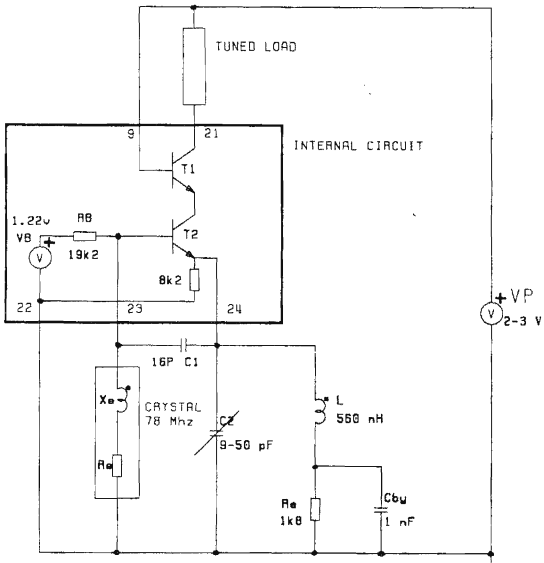 TUNED LOAD
9
21
INTERNAL CIRCUIT
T1
1.22v
VB
+
RB
T2
V
19k2
8k2
22
23
24
+ VP
V
2-3 V
16P C1
Xe
CRYSTAL
78 Mhz
L
560 nH
C2
9-50 pF
Re
Re
1k8
Cby
1 nF